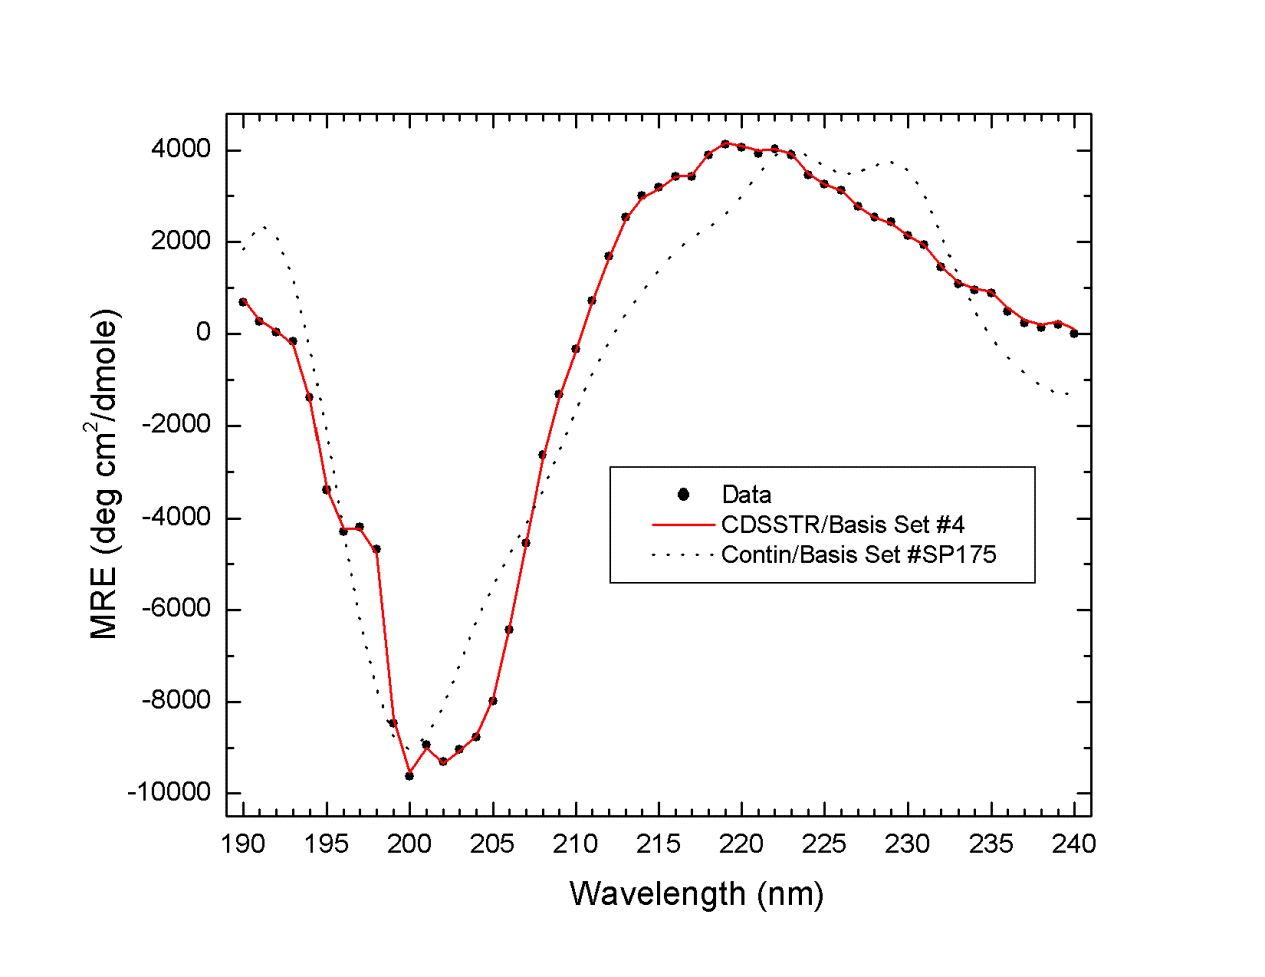 4000
2000
0
-2000
-4000
-6000
-8000
-10000
MRE (deg cm²/dmole)
Data
CDSSTR/Basis Set #4
Contin/Basis Set #SP175
190 195 200 205 210 215 220 225 230 235 240
Wavelength (nm)